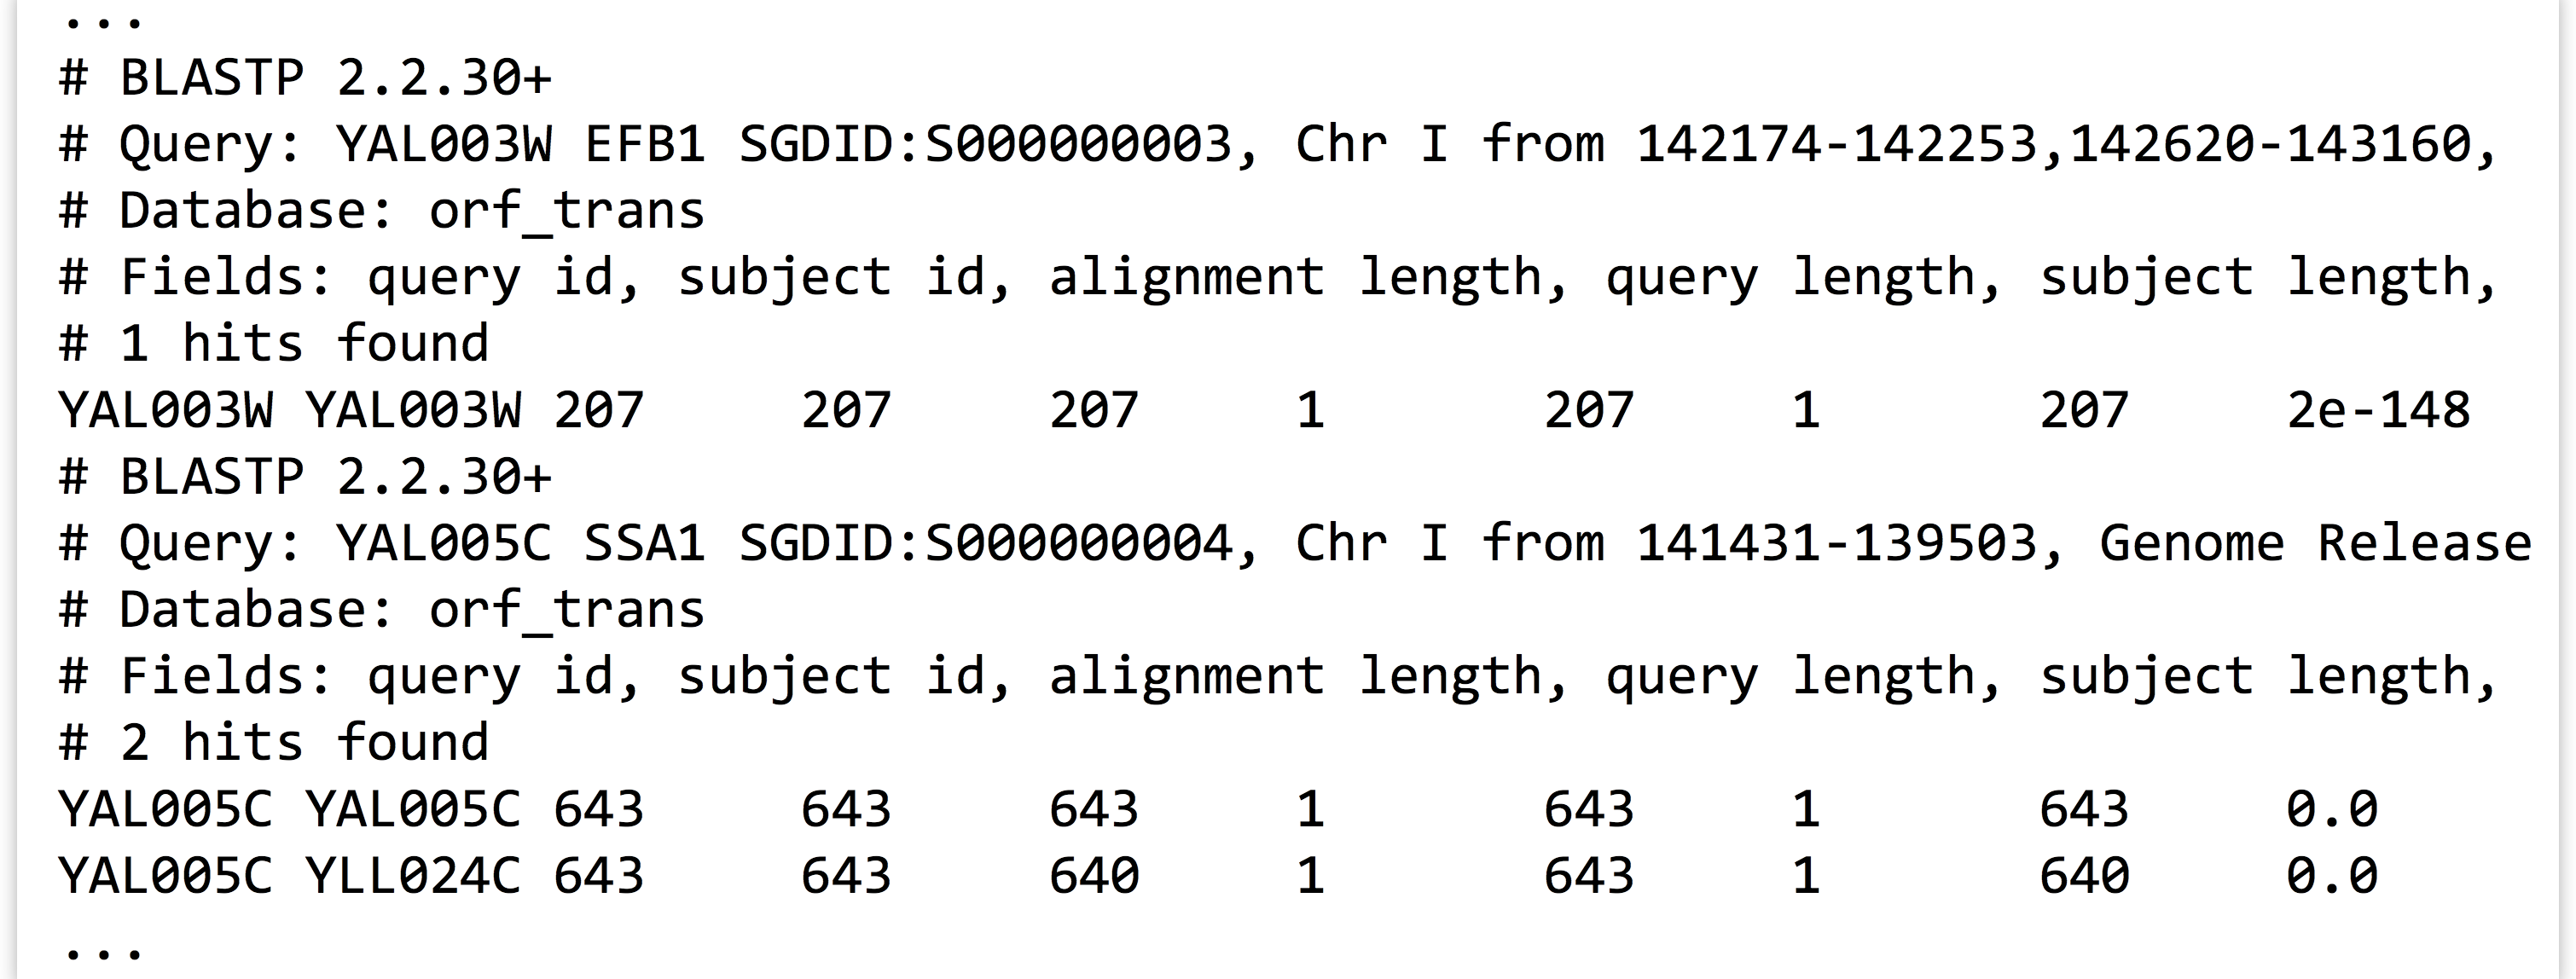 ...
# BLASTP 2.2.30+
# Query: YAL003W EFB1 SGDID:S000000003, Chr I from 142174-142253,142620-143160,
# Database: orf_trans
# Fields: query id, subject id, alignment length, query length, subject length,
# 1 hits found
YAL003W YAL003W 207     207     207     1       207     1       207     2e-148
# BLASTP 2.2.30+
# Query: YAL005C SSA1 SGDID:S000000004, Chr I from 141431-139503, Genome Release
# Database: orf_trans
# Fields: query id, subject id, alignment length, query length, subject length,
# 2 hits found
YAL005C YAL005C 643     643     643     1       643     1       643     0.0
YAL005C YLL024C 643     643     640     1       643     1       640     0.0
...